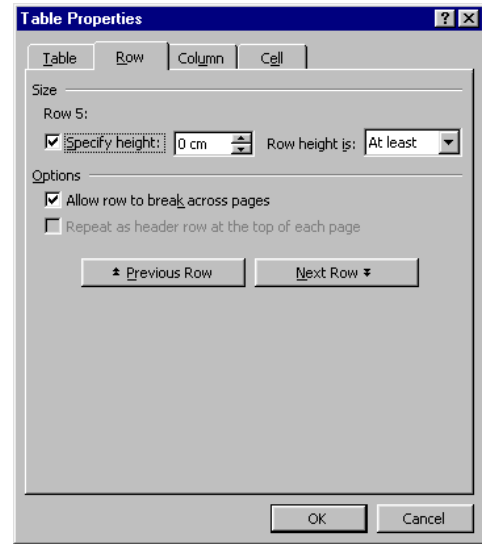 Table Properties
Table Row Column Cell
Size
Row 5:
Specify height: 0 cm Row height is: At least
Options
Allow row to break across pages
Repeat as header row at the top of each page
Previous Row Next Row
OK Cancel